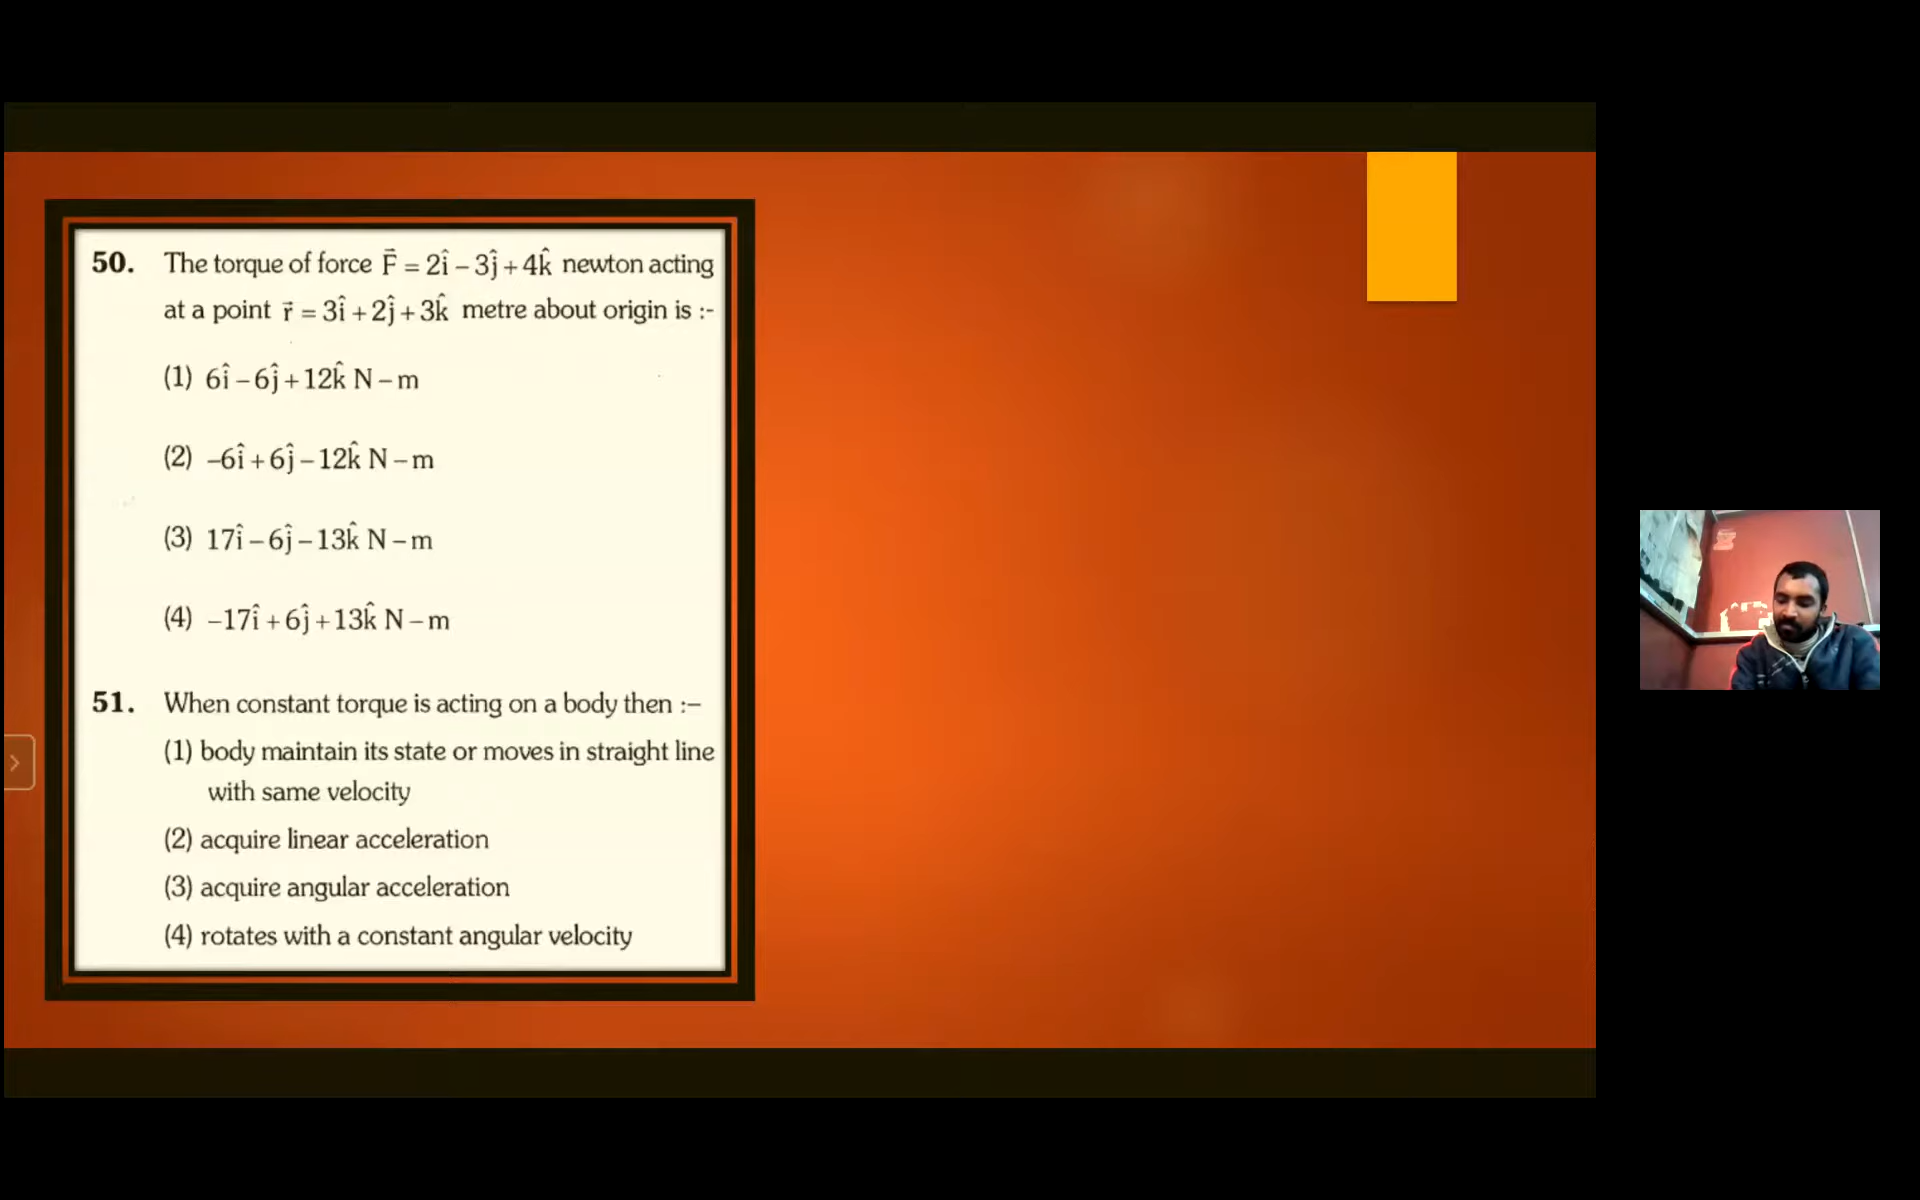 50. The torque of force F⃗ = 2î – 3ĵ + 4k̂ newton acting
at a point r⃗ = 3î + 2ĵ + 3k̂ metre about origin is :-
(1) 6î – 6ĵ + 12k̂ N – m
(2) –6î + 6ĵ – 12k̂ N – m
(3) 17î – 6ĵ – 13k̂ N – m
(4) –17î + 6ĵ + 13k̂ N – m
51. When constant torque is acting on a body then :–
(1) body maintain its state or moves in straight line
with same velocity
(2) acquire linear acceleration
(3) acquire angular acceleration
(4) rotates with a constant angular velocity